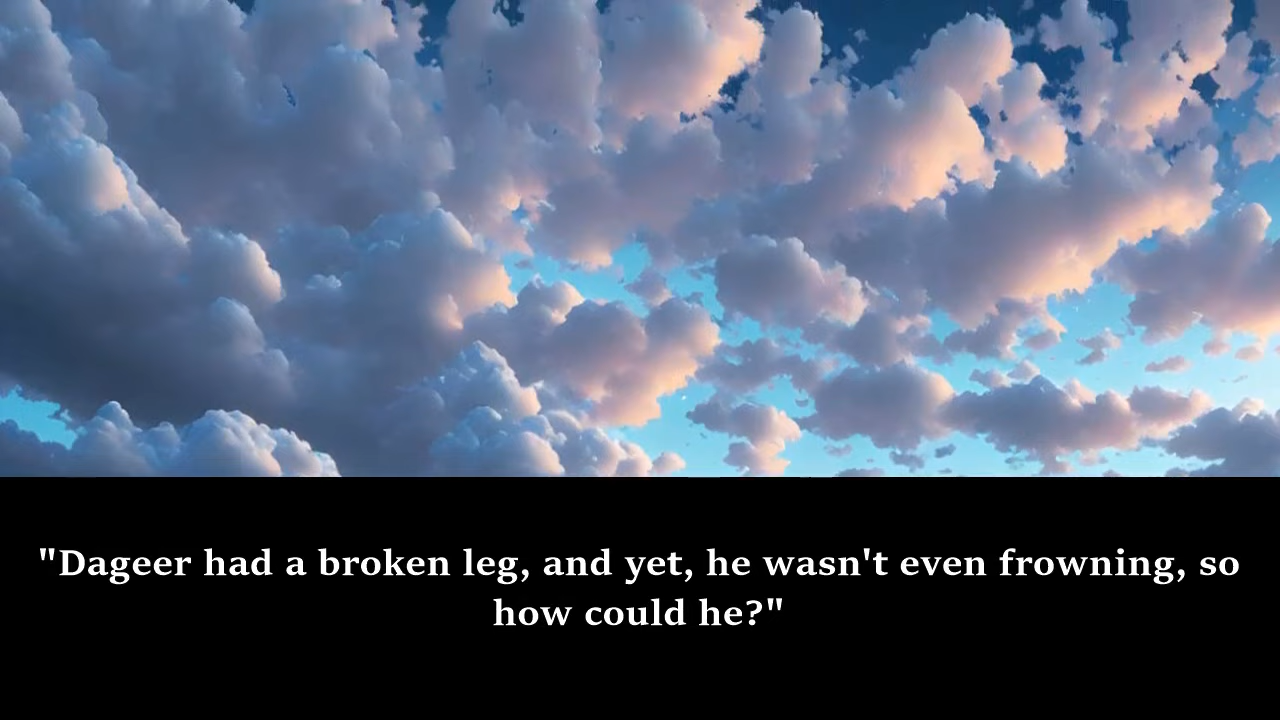 "Dageer had a broken leg, and yet, he wasn't even frowning, so
how could he?"